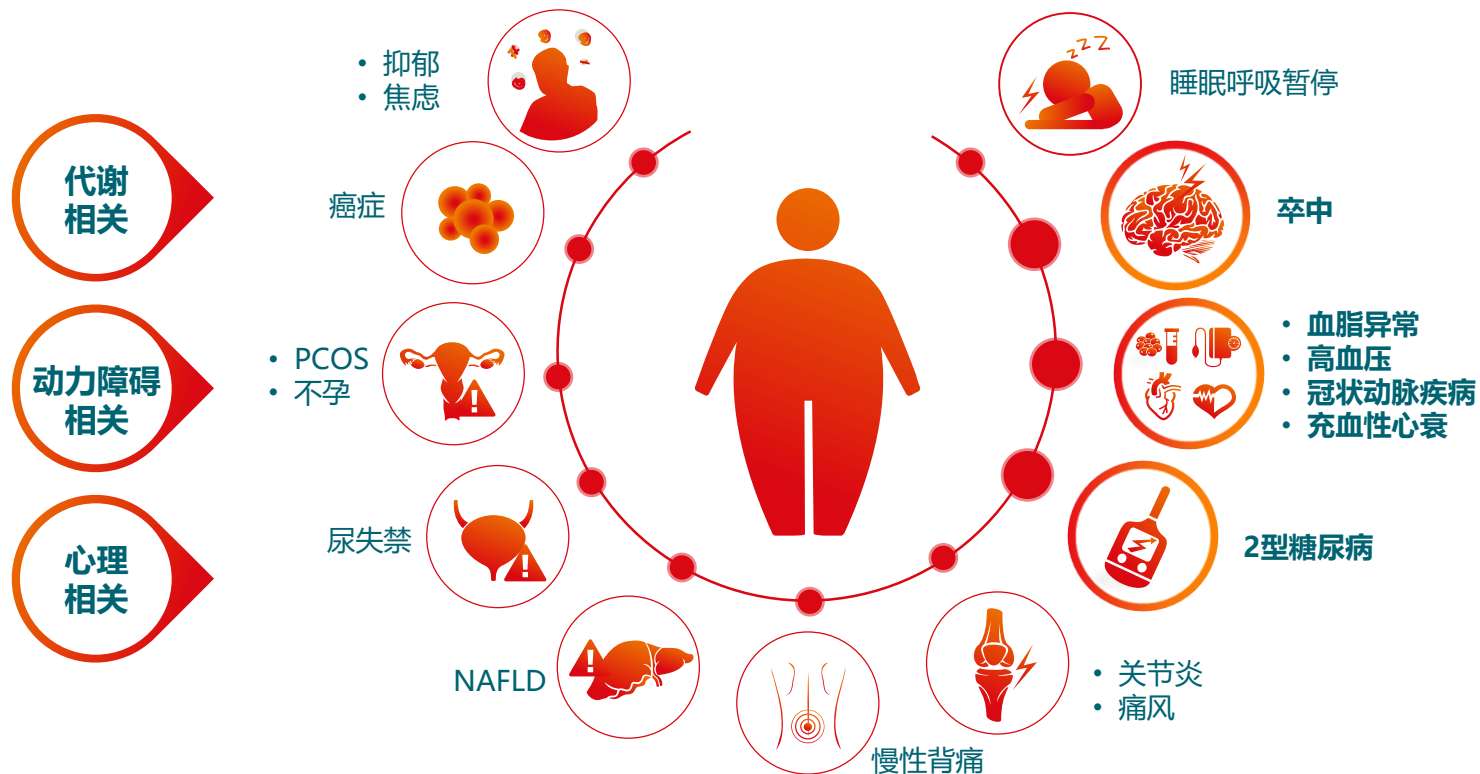 代谢
相关
动力障碍
相关
心理
相关
• 抑郁
• 焦虑
癌症
• PCOS
• 不孕
尿失禁
NAFLD
慢性背痛
• 关节炎
• 痛风
2型糖尿病
• 血脂异常
• 高血压
• 冠状动脉疾病
• 充血性心衰
卒中
睡眠呼吸暂停
zzZ